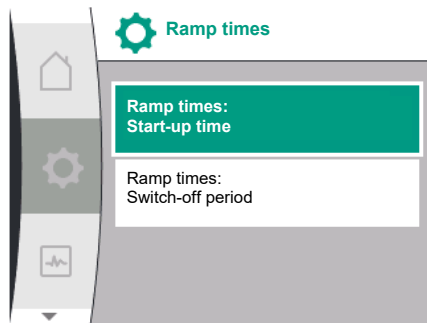 Ramp times
Ramp times:
Start-up time
Ramp times:
Switch-off period